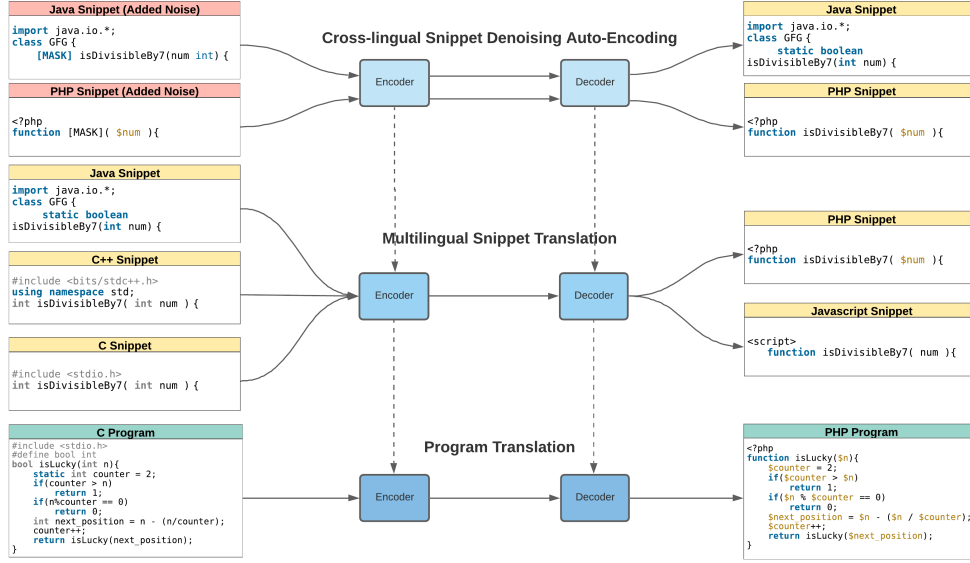 Java Snippet (Added Noise)
import java.io.*;
class GFG {
[MASK] isDivisibleBy7(num int) {
PHP Snippet (Added Noise)
<?php
function [MASK]( $num ){
Cross-lingual Snippet Denoising Auto-Encoding
Encoder
Decoder
Java Snippet
import java.io.*;
class GFG {
static boolean
isDivisibleBy7(int num) {
PHP Snippet
<?php
function isDivisibleBy7( $num ){
Java Snippet
import java.io.*;
class GFG {
static boolean
isDivisibleBy7(int num) {
C++ Snippet
#include <bits/stdc++.h>
using namespace std;
int isDivisibleBy7( int num ) {
C Snippet
#include <stdio.h>
int isDivisibleBy7( int num ) {
Multilingual Snippet Translation
Encoder
Decoder
PHP Snippet
<?php
function isDivisibleBy7( $num ){
Javascript Snippet
<script>
function isDivisibleBy7( num ){
C Program
#include <stdio.h>
#define bool int
bool isLucky(int n){
static int counter = 2;
if(counter > n)
return 1;
if(n%counter == 0)
return 0;
int next_position = n - (n/counter);
counter++;
return isLucky(next_position);
}
Program Translation
Encoder
Decoder
PHP Program
<?php
function isLucky($n){
$counter = 2;
if($counter > $n)
return 1;
if($n % $counter == 0)
return 0;
$next_position = $n - ($n / $counter);
$counter++;
return isLucky($next_position);
}